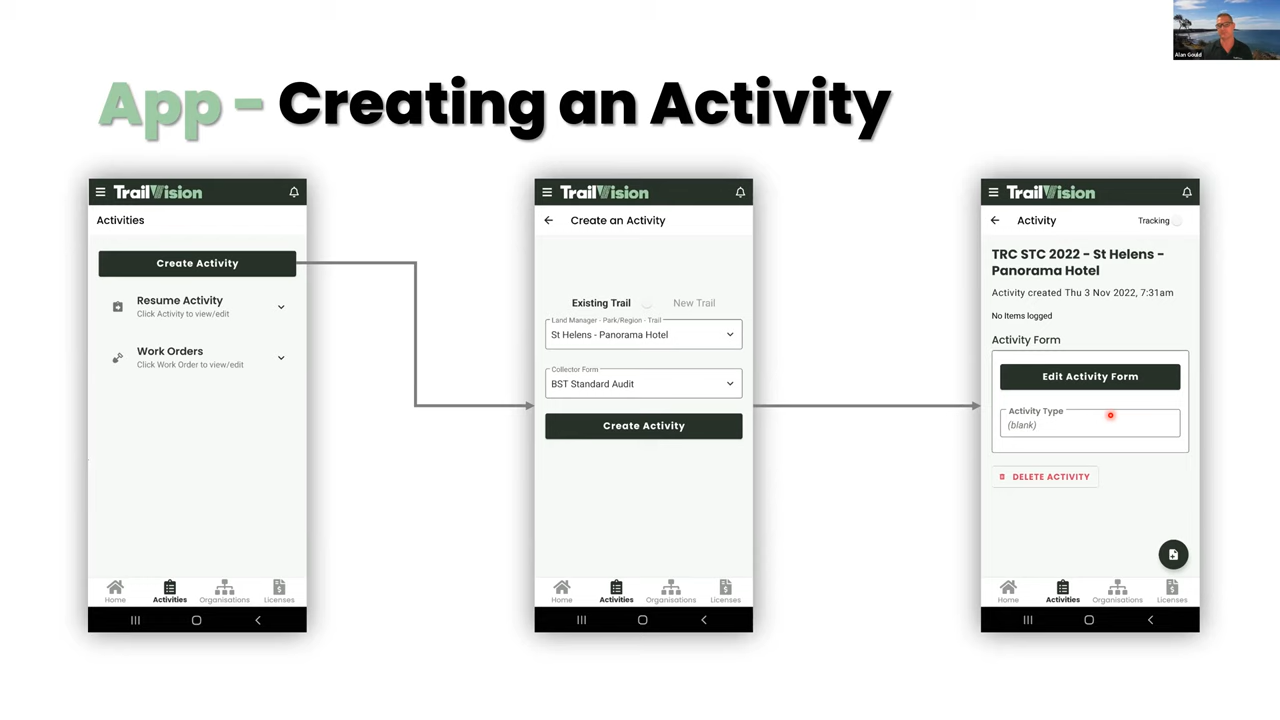 Alan Gould
App - Creating an Activity
TrailVision
Activities
Create Activity
Resume Activity
Click Activity to view/edit
Work Orders
Click Work Order to view/edit
Home
Activities
Organisations
Licenses
TrailVision
Create an Activity
Existing Trail
New Trail
Land Manager - Park/Region - Trail
St Helens - Panorama Hotel
Collector Form
BST Standard Audit
Create Activity
Home
Activities
Organisations
Licenses
TrailVision
Activity
Tracking
TRC STC 2022 - St Helens -
Panorama Hotel
Activity created Thu 3 Nov 2022, 7:31am
No Items logged
Activity Form
Edit Activity Form
Activity Type
(blank)
DELETE ACTIVITY
Home
Activities
Organisations
Licenses